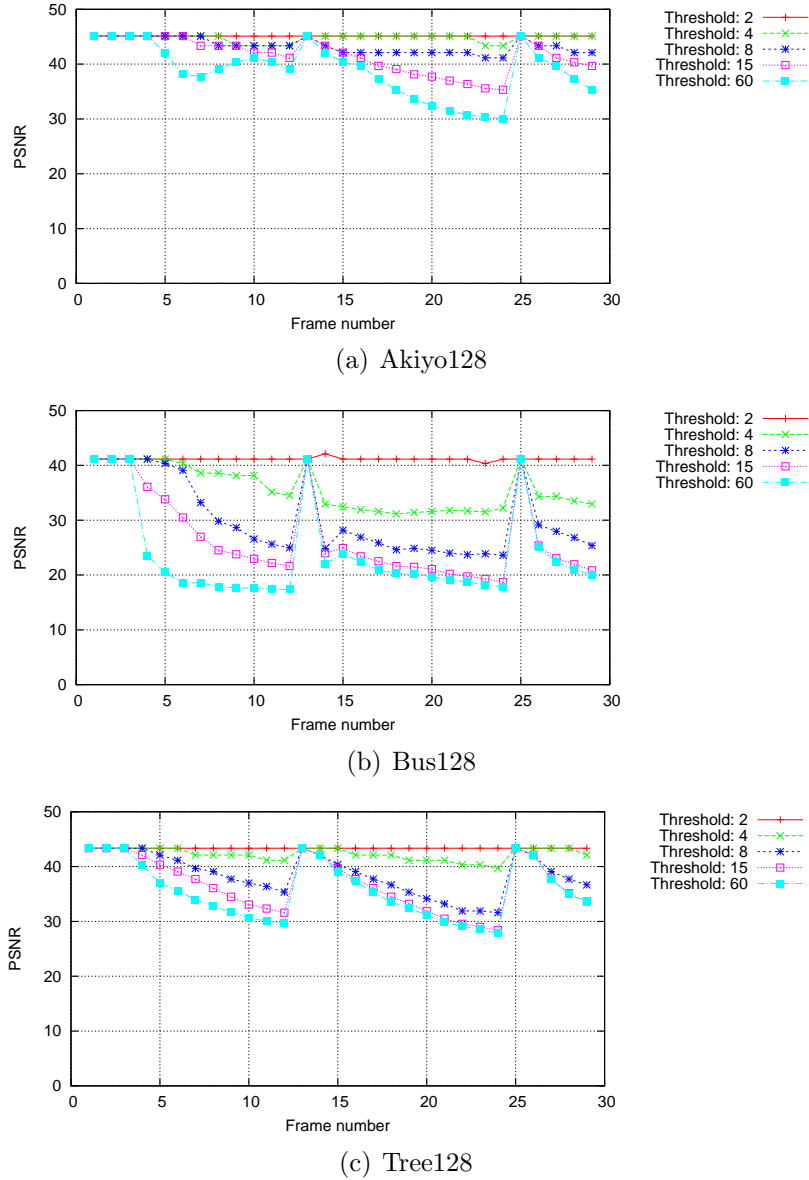 50
40
30
20
10
0
PSNR
0 5 10 15 20 25 30
Frame number
Threshold: 2
Threshold: 4
Threshold: 8
Threshold: 15
Threshold: 60
(a) Akiyo128
50
40
30
20
10
0
PSNR
0 5 10 15 20 25 30
Frame number
Threshold: 2
Threshold: 4
Threshold: 8
Threshold: 15
Threshold: 60
(b) Bus128
50
40
30
20
10
0
PSNR
0 5 10 15 20 25 30
Frame number
Threshold: 2
Threshold: 4
Threshold: 8
Threshold: 15
Threshold: 60
(c) Tree128